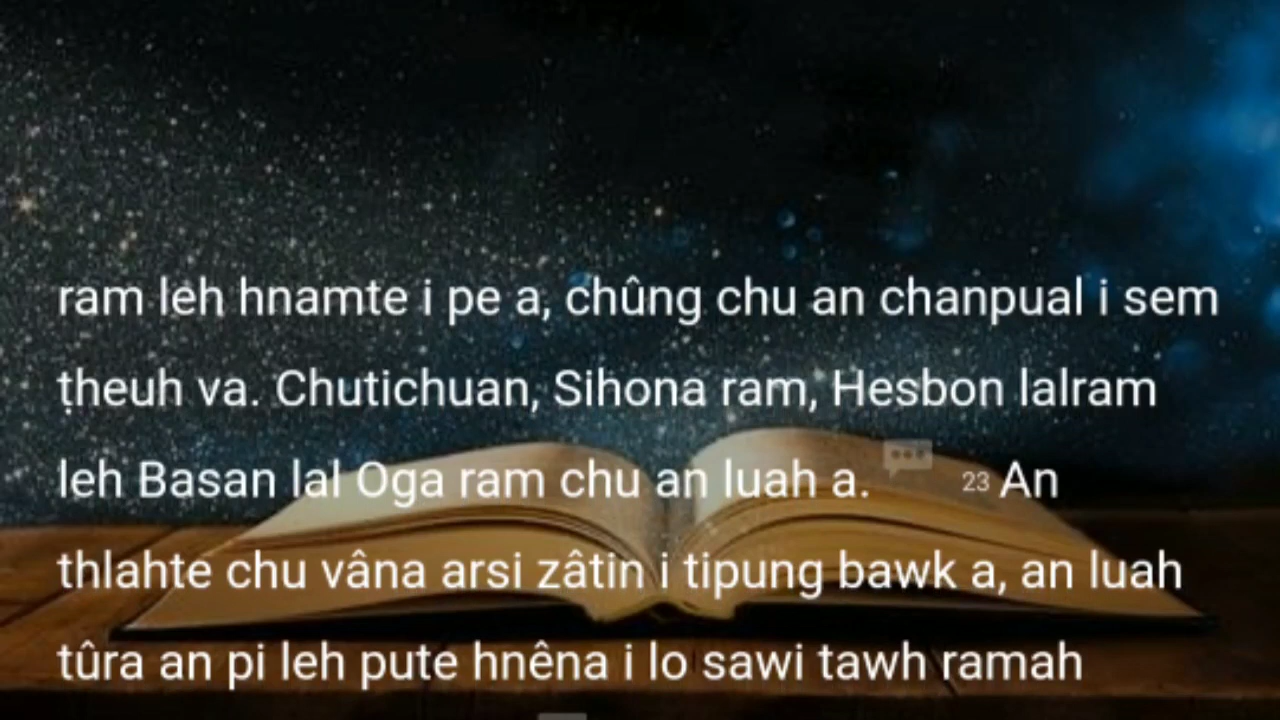 ram leh hnamte i pe a, chûng chu an chanpual i sem
ṭheuh va. Chutichuan, Sihona ram, Hesbon lalram
leh Basan lal Oga ram chu an luah a. 23 An
thlahte chu vâna arsi zâtin i tipung bawk a, an luah
tûra an pi leh pute hnêna i lo sawi tawh ramah